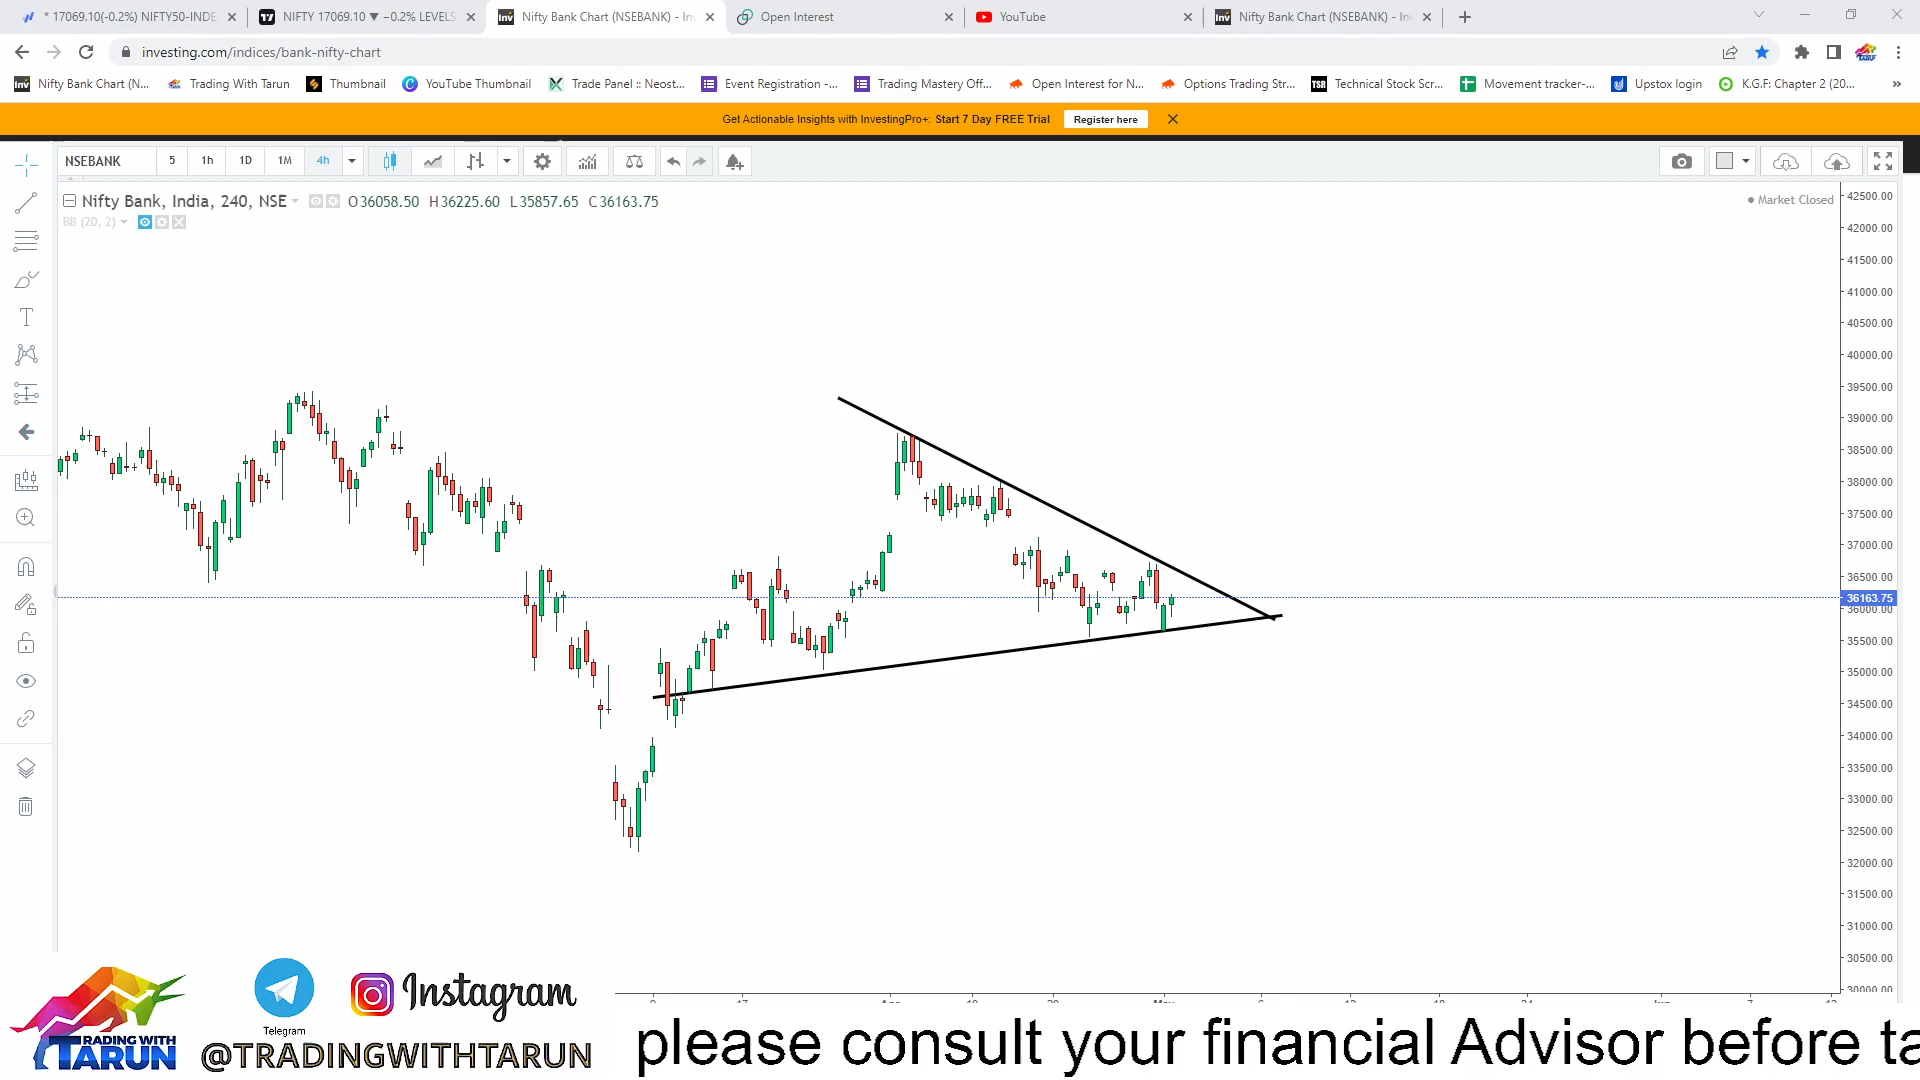 * 17069.10(-0.2%) NIFTY50-INDE
NIFTY 17069.10 ▼ −0.2% LEVELS
Nifty Bank Chart (NSEBANK) - Inv
Open Interest
YouTube
Nifty Bank Chart (NSEBANK) - Inv
investing.com/indices/bank-nifty-chart
Nifty Bank Chart (N...
Trading With Tarun
Thumbnail
YouTube Thumbnail
Trade Panel :: Neost...
Event Registration -...
Trading Mastery Off...
Open Interest for N...
Options Trading Str...
Technical Stock Scr...
Movement tracker-...
Upstox login
K.G.F: Chapter 2 (20...
Get Actionable Insights with InvestingPro+: Start 7 Day FREE Trial
Register here
NSEBANK
5
1h
1D
1M
4h
Nifty Bank, India, 240, NSE
O36058.50 H36225.60 L35857.65 C36163.75
Market Closed
BB (20, 2)
42500.00
42000.00
41500.00
41000.00
40500.00
40000.00
39500.00
39000.00
38500.00
38000.00
37500.00
37000.00
36500.00
36163.75
36000.00
35500.00
35000.00
34500.00
34000.00
33500.00
33000.00
32500.00
32000.00
31500.00
31000.00
30500.00
30000.00
Telegram
Instagram
TRADING WITH
TARUN
@TRADINGWITHTARUN
please consult your financial Advisor before ta